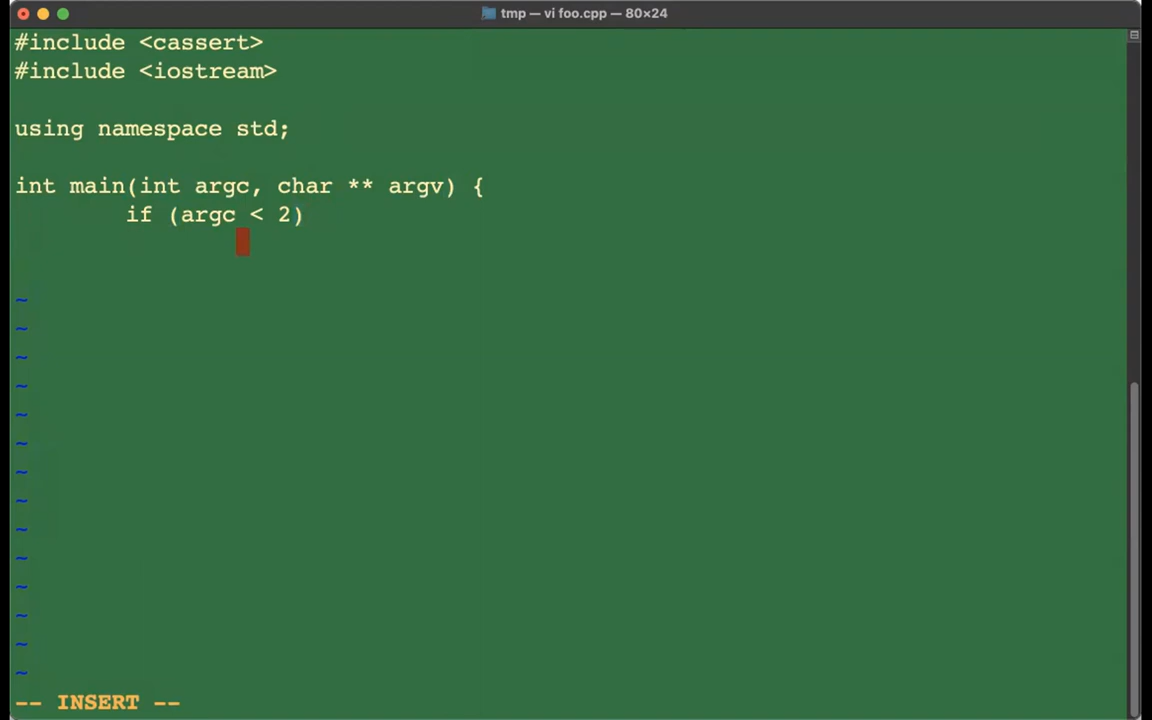 tmp — vi foo.cpp — 80×24
#include <cassert>
#include <iostream>
using namespace std;
int main(int argc, char ** argv) {
if (argc < 2)
~
~
~
~
~
~
~
~
~
~
~
~
~
~
-- INSERT --